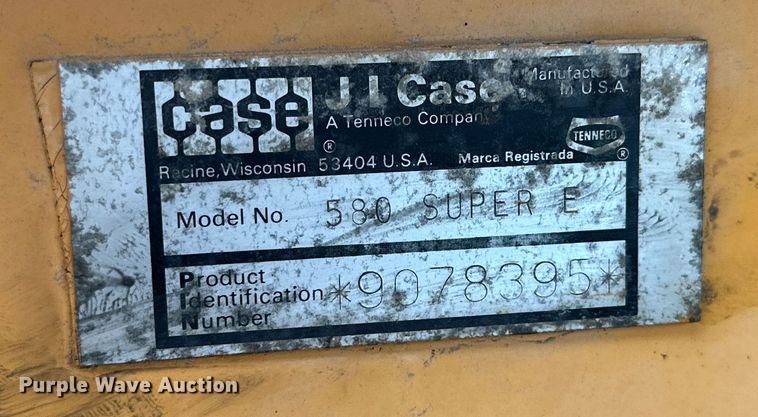 case
®
J I Case
A Tenneco Company
Manufactured
in U.S.A.
TENNECO
®
Racine, Wisconsin 53404 U.S.A. Marca Registrada
Model No. 580 SUPER E
Product
Identification
Number
*9078395*
Purple Wave Auction